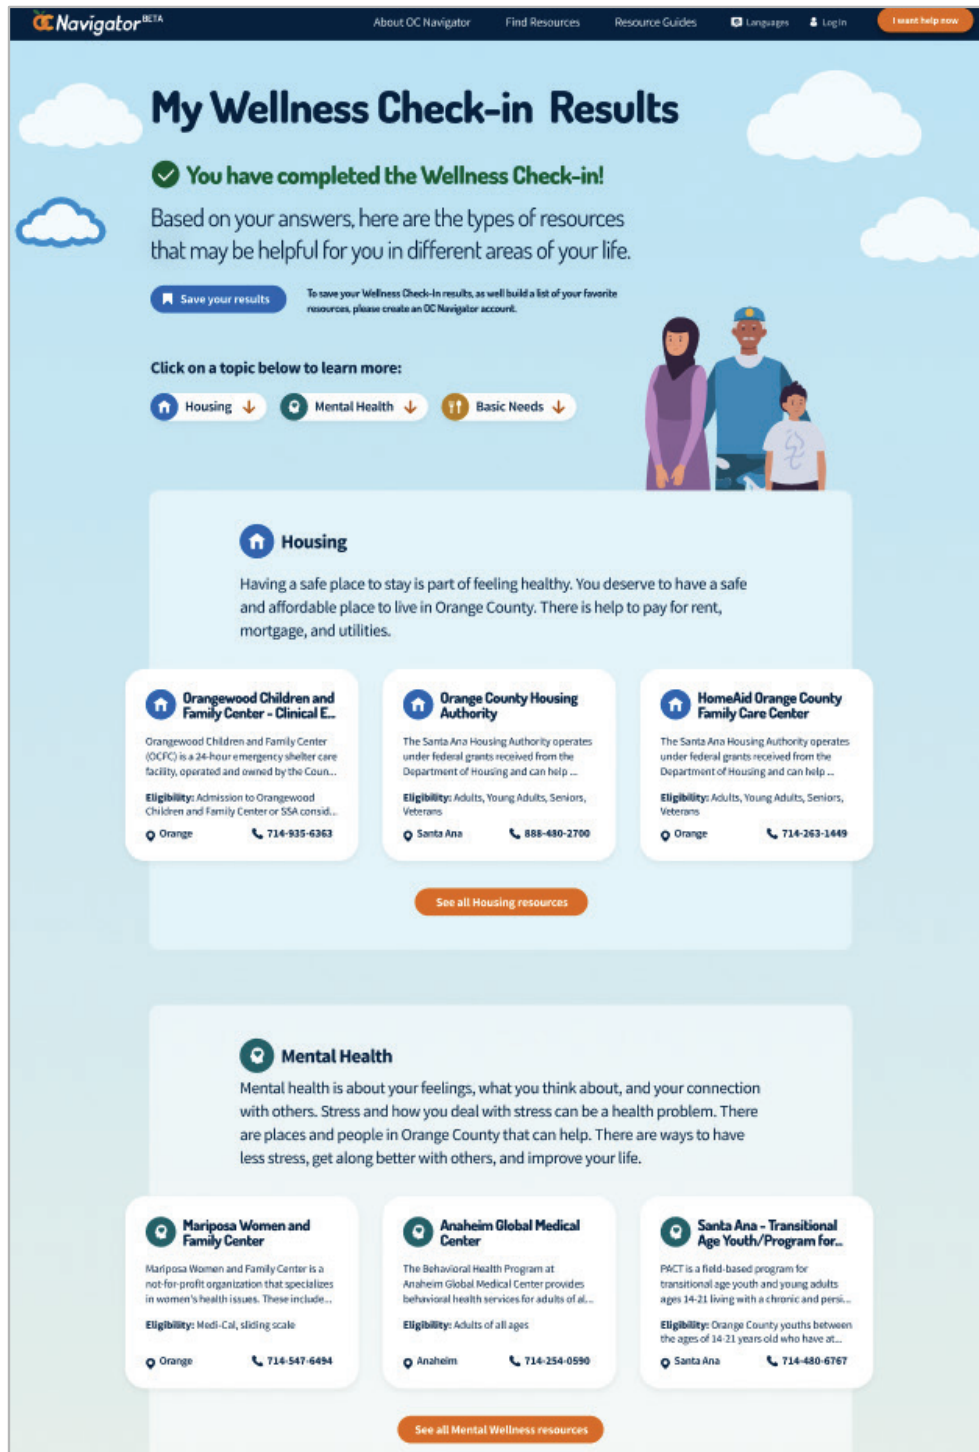 OC Navigator BETA
About OC Navigator
Find Resources
Resource Guides
Languages
Log In
I want help now
My Wellness Check-in Results
You have completed the Wellness Check-in!
Based on your answers, here are the types of resources
that may be helpful for you in different areas of your life.
Save your results
To save your Wellness Check-In results, as well build a list of your favorite
resources, please create an OC Navigator account.
Click on a topic below to learn more:
Housing
Mental Health
Basic Needs
Housing
Having a safe place to stay is part of feeling healthy. You deserve to have a safe
and affordable place to live in Orange County. There is help to pay for rent,
mortgage, and utilities.
Orangewood Children and
Family Center - Clinical E...
Orangewood Children and Family Center
(OCFC) is a 24-hour emergency shelter care
facility, operated and owned by the Coun...
Eligibility: Admission to Orangewood
Children and Family Center or SSA consid...
Orange
714-935-6363
Orange County Housing
Authority
The Santa Ana Housing Authority operates
under federal grants received from the
Department of Housing and can help ...
Eligibility: Adults, Young Adults, Seniors,
Veterans
Santa Ana
888-480-2700
HomeAid Orange County
Family Care Center
The Santa Ana Housing Authority operates
under federal grants received from the
Department of Housing and can help ...
Eligibility: Adults, Young Adults, Seniors,
Veterans
Orange
714-263-1449
See all Housing resources
Mental Health
Mental health is about your feelings, what you think about, and your connection
with others. Stress and how you deal with stress can be a health problem. There
are places and people in Orange County that can help. There are ways to have
less stress, get along better with others, and improve your life.
Mariposa Women and
Family Center
Mariposa Women and Family Center is a
not-for-profit organization that specializes
in women's health issues. These include...
Eligibility: Medi-Cal, sliding scale
Orange
714-547-6494
Anaheim Global Medical
Center
The Behavioral Health Program at
Anaheim Global Medical Center provides
behavioral health services for adults of al...
Eligibility: Adults of all ages
Anaheim
714-254-0590
Santa Ana - Transitional
Age Youth/Program for...
PACT is a field-based program for
transitional age youth and young adults
ages 14-21 living with a chronic and persi...
Eligibility: Orange County youths between
the ages of 14-21 years old who have at...
Santa Ana
714-480-6767
See all Mental Wellness resources